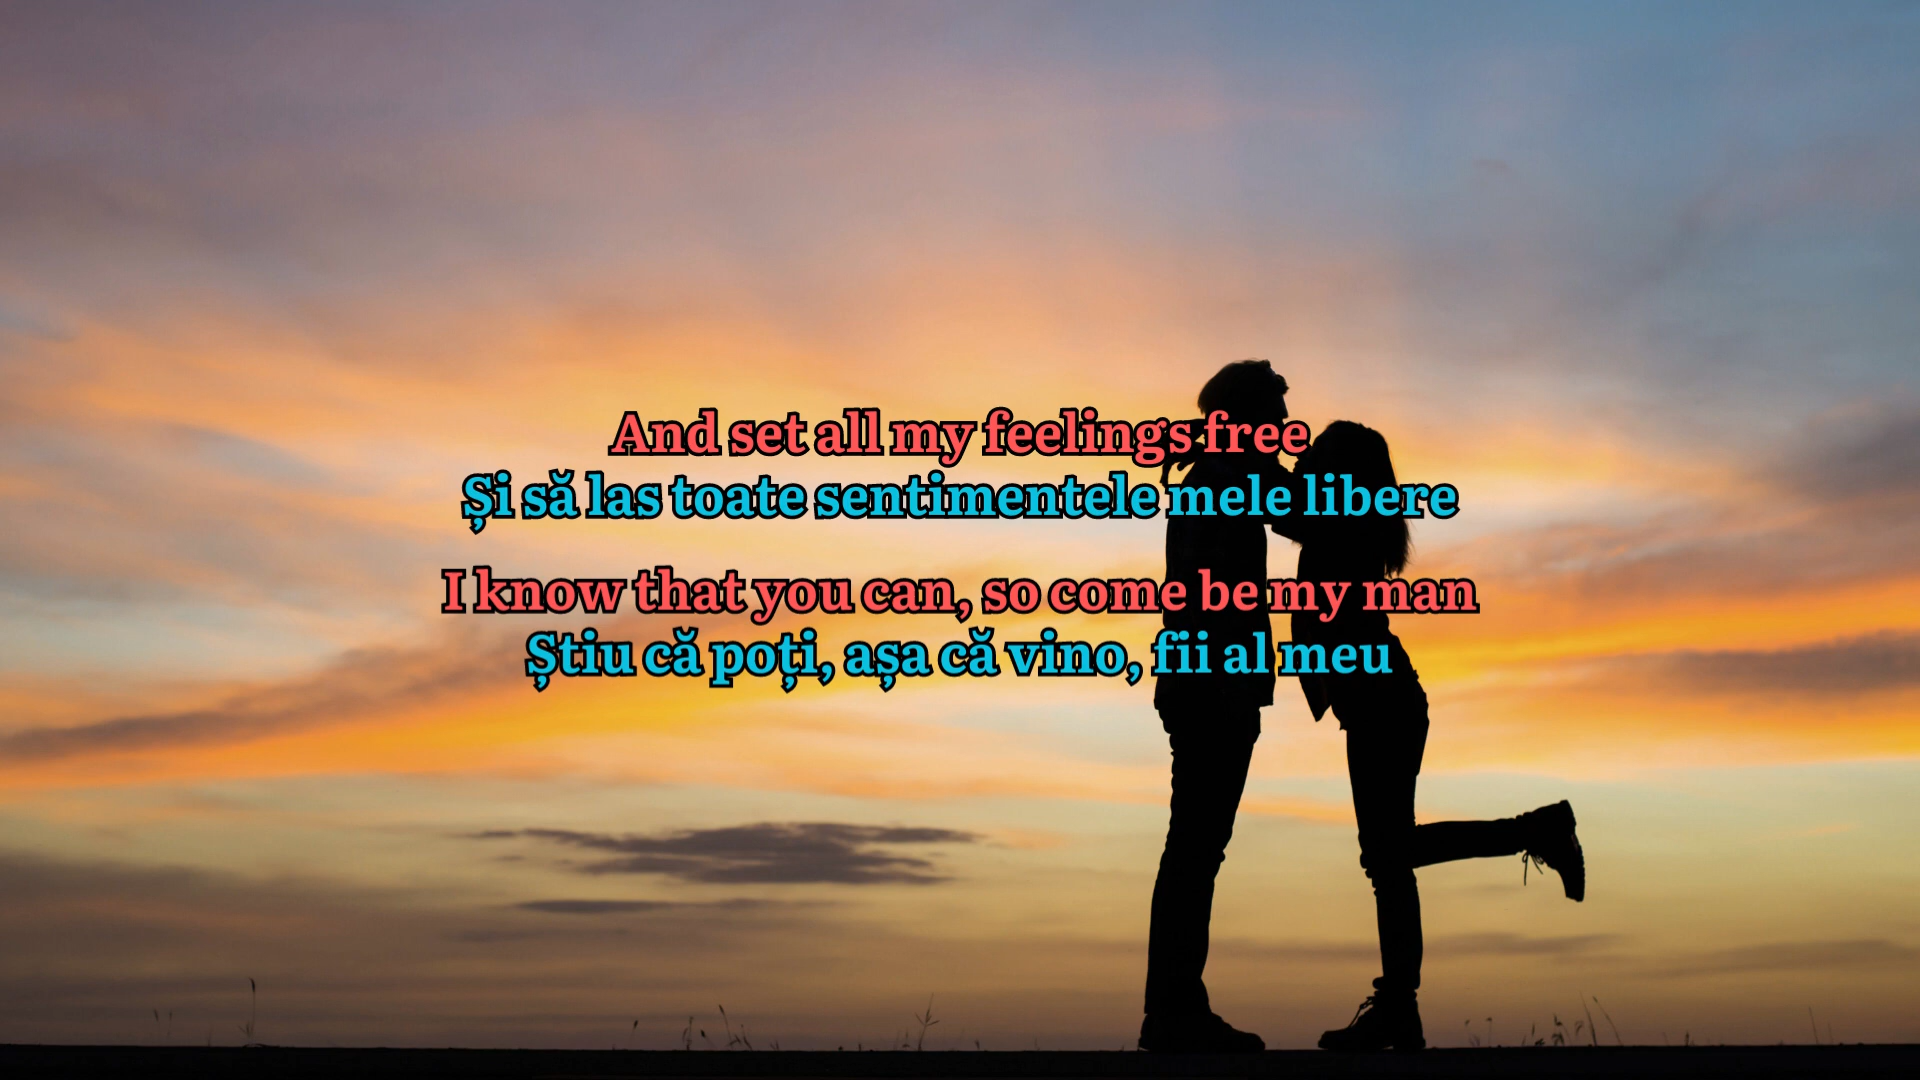 And set all my feelings free
Și să las toate sentimentele mele libere
I know that you can, so come be my man
Știu că poți, așa că vino, fii al meu